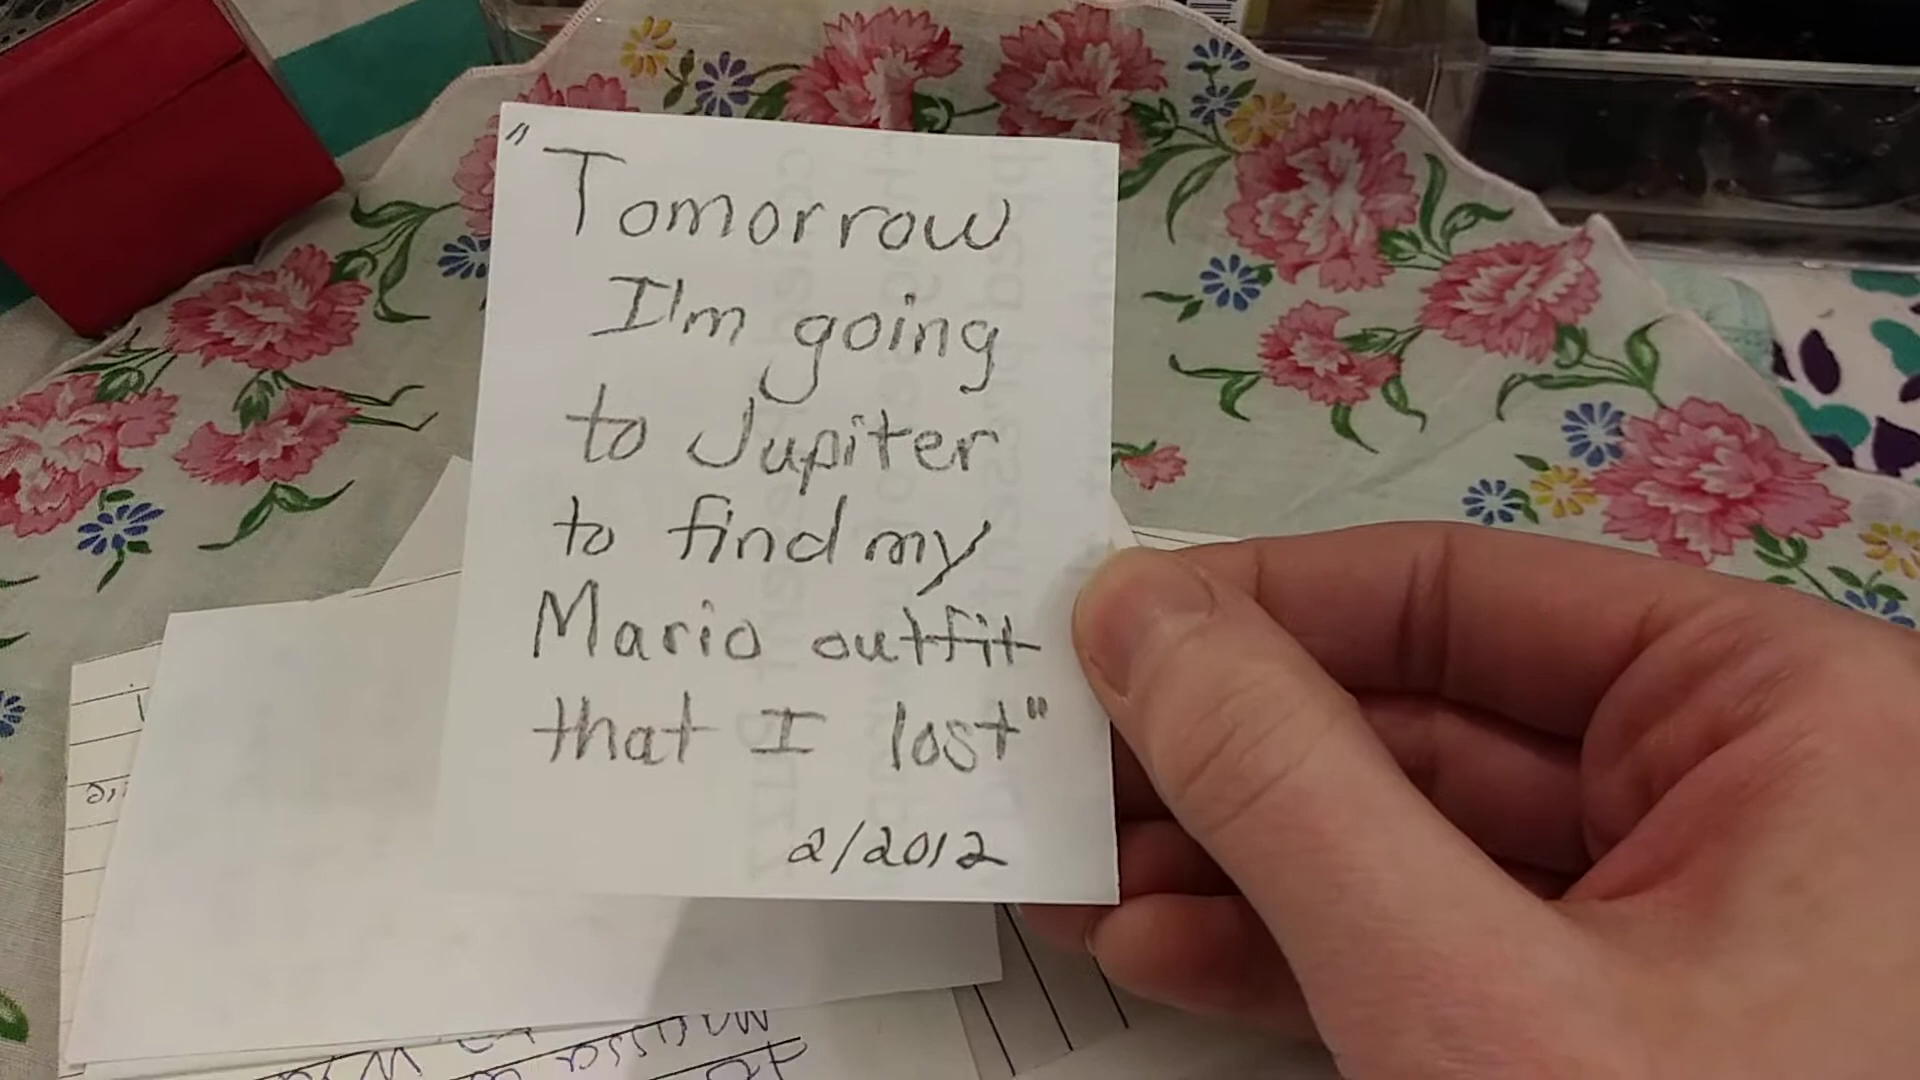 "Tomorrow
I'm going
to Jupiter
to find my
Mario outfit
that I lost"
2/2012